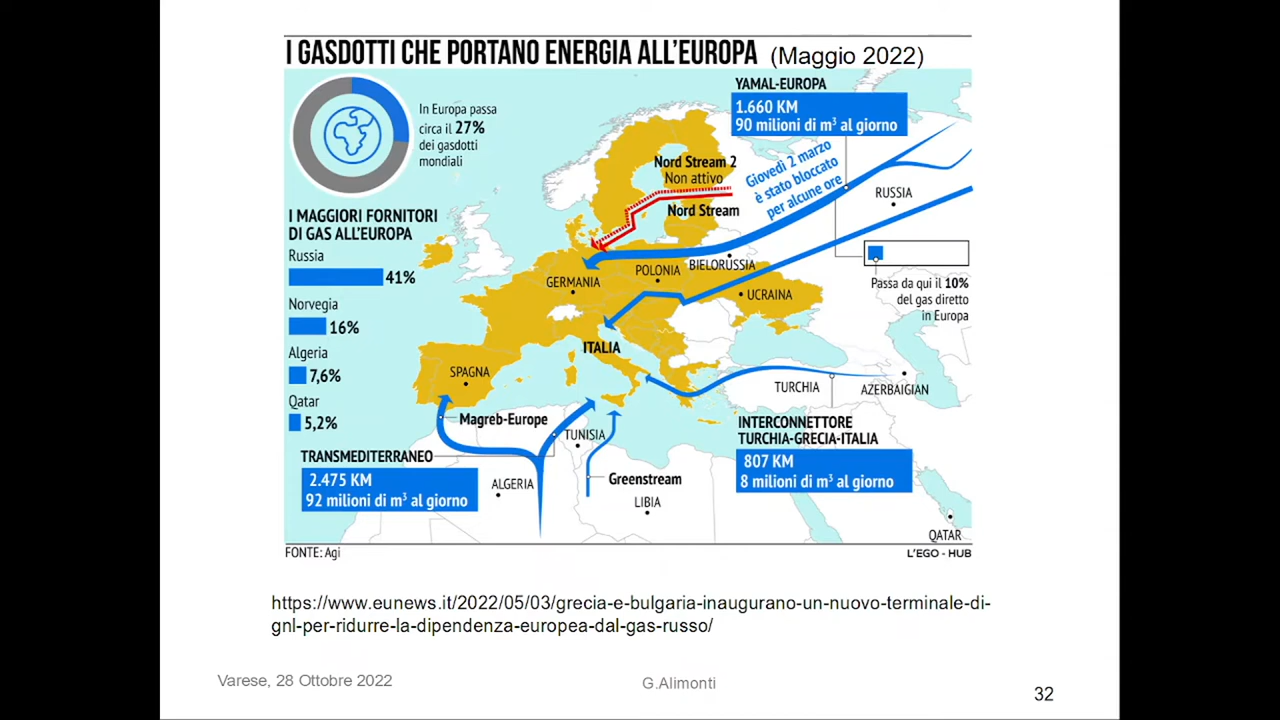 I GASDOTTI CHE PORTANO ENERGIA ALL'EUROPA (Maggio 2022)
In Europa passa
circa il 27%
dei gasdotti
mondiali
YAMAL-EUROPA
1.660 KM
90 milioni di m³ al giorno
Giovedì 2 marzo
è stato bloccato
per alcune ore
Nord Stream 2
Non attivo
Nord Stream
RUSSIA
I MAGGIORI FORNITORI
DI GAS ALL'EUROPA
Russia
41%
Norvegia
16%
Algeria
7,6%
Qatar
5,2%
Passa da qui il 10%
del gas diretto
in Europa
GERMANIA
POLONIA
BIELORUSSIA
UCRAINA
ITALIA
SPAGNA
TURCHIA
AZERBAIGIAN
Magreb-Europe
TUNISIA
TRANSMEDITERRANEO
2.475 KM
92 milioni di m³ al giorno
ALGERIA
Greenstream
LIBIA
INTERCONNETTORE
TURCHIA-GRECIA-ITALIA
807 KM
8 milioni di m³ al giorno
QATAR
FONTE: Agi
L'EGO - HUB
https://www.eunews.it/2022/05/03/grecia-e-bulgaria-inaugurano-un-nuovo-terminale-di-
gnl-per-ridurre-la-dipendenza-europea-dal-gas-russo/
Varese, 28 Ottobre 2022
G.Alimonti
32